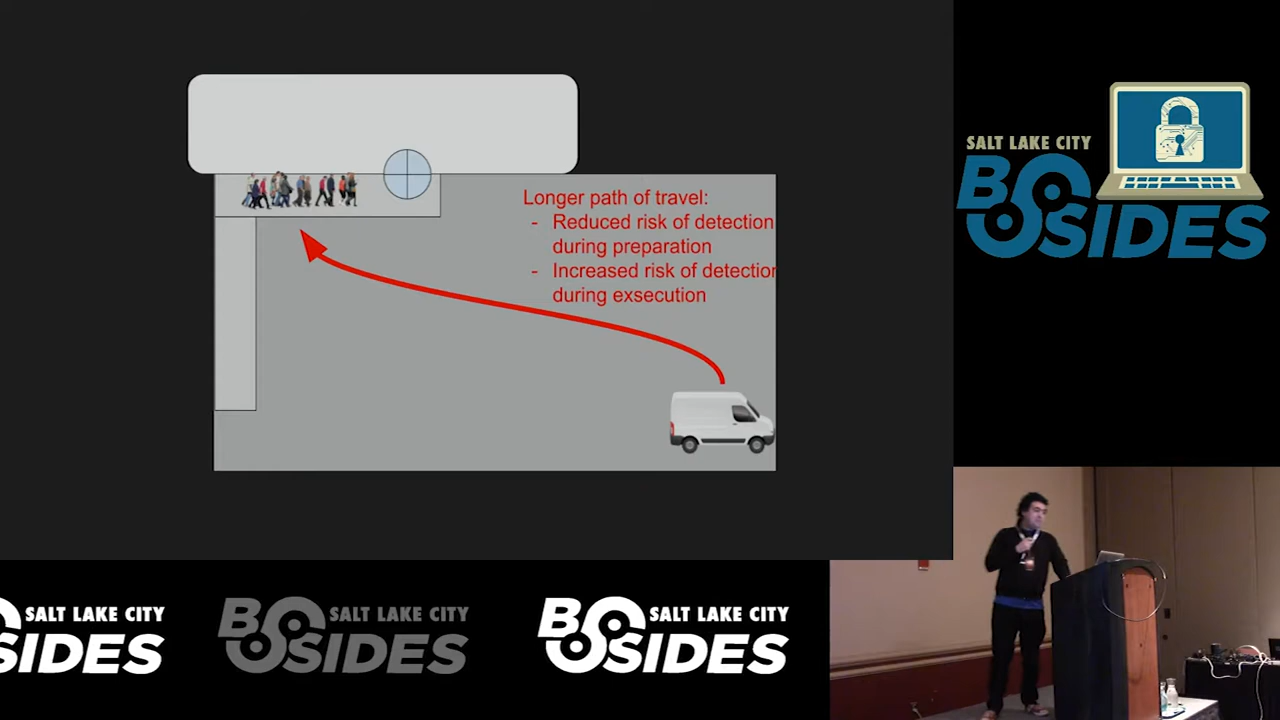 Longer path of travel:
- Reduced risk of detection
during preparation
- Increased risk of detection
during exsecution
SALT LAKE CITY
BSIDES
SALT LAKE CITY
SIDES
SALT LAKE CITY
BSIDES
SALT LAKE CITY
BSIDES